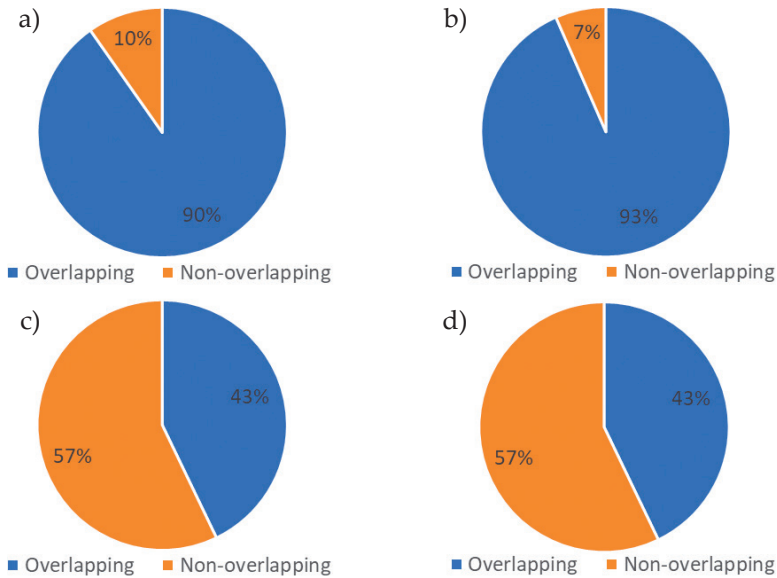 a)
10%
90%
Overlapping Non-overlapping
b)
7%
93%
Overlapping Non-overlapping
c)
43%
57%
Overlapping Non-overlapping
d)
43%
57%
Overlapping Non-overlapping